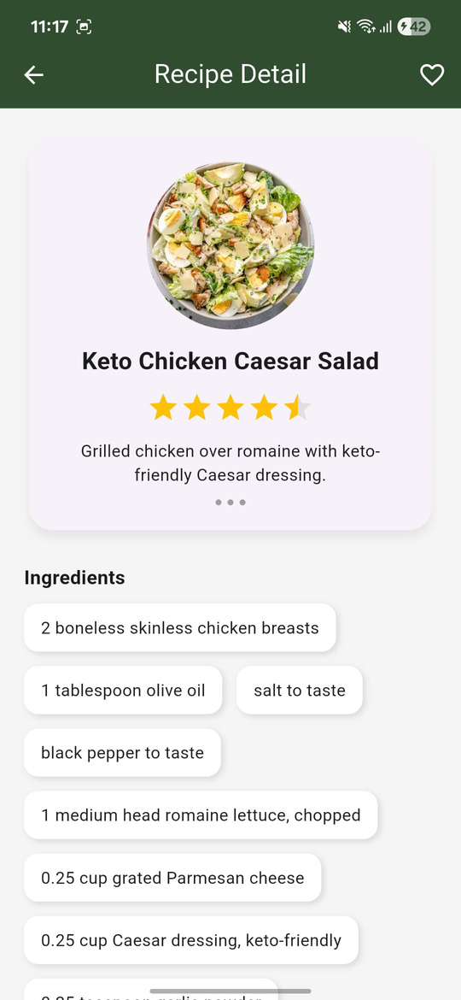 11:17
42
Recipe Detail
Keto Chicken Caesar Salad
Grilled chicken over romaine with keto-
friendly Caesar dressing.
Ingredients
2 boneless skinless chicken breasts
1 tablespoon olive oil
salt to taste
black pepper to taste
1 medium head romaine lettuce, chopped
0.25 cup grated Parmesan cheese
0.25 cup Caesar dressing, keto-friendly